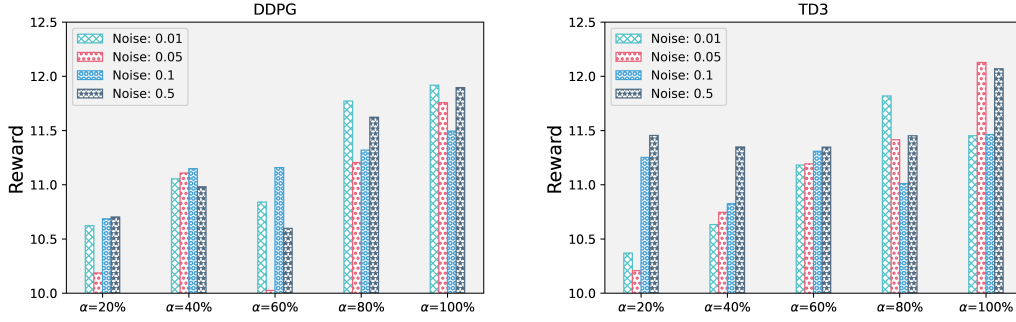 DDPG
Reward
12.5
12.0
11.5
11.0
10.5
10.0
Noise: 0.01
Noise: 0.05
Noise: 0.1
Noise: 0.5
α=20% α=40% α=60% α=80% α=100%
TD3
Reward
12.5
12.0
11.5
11.0
10.5
10.0
Noise: 0.01
Noise: 0.05
Noise: 0.1
Noise: 0.5
α=20% α=40% α=60% α=80% α=100%